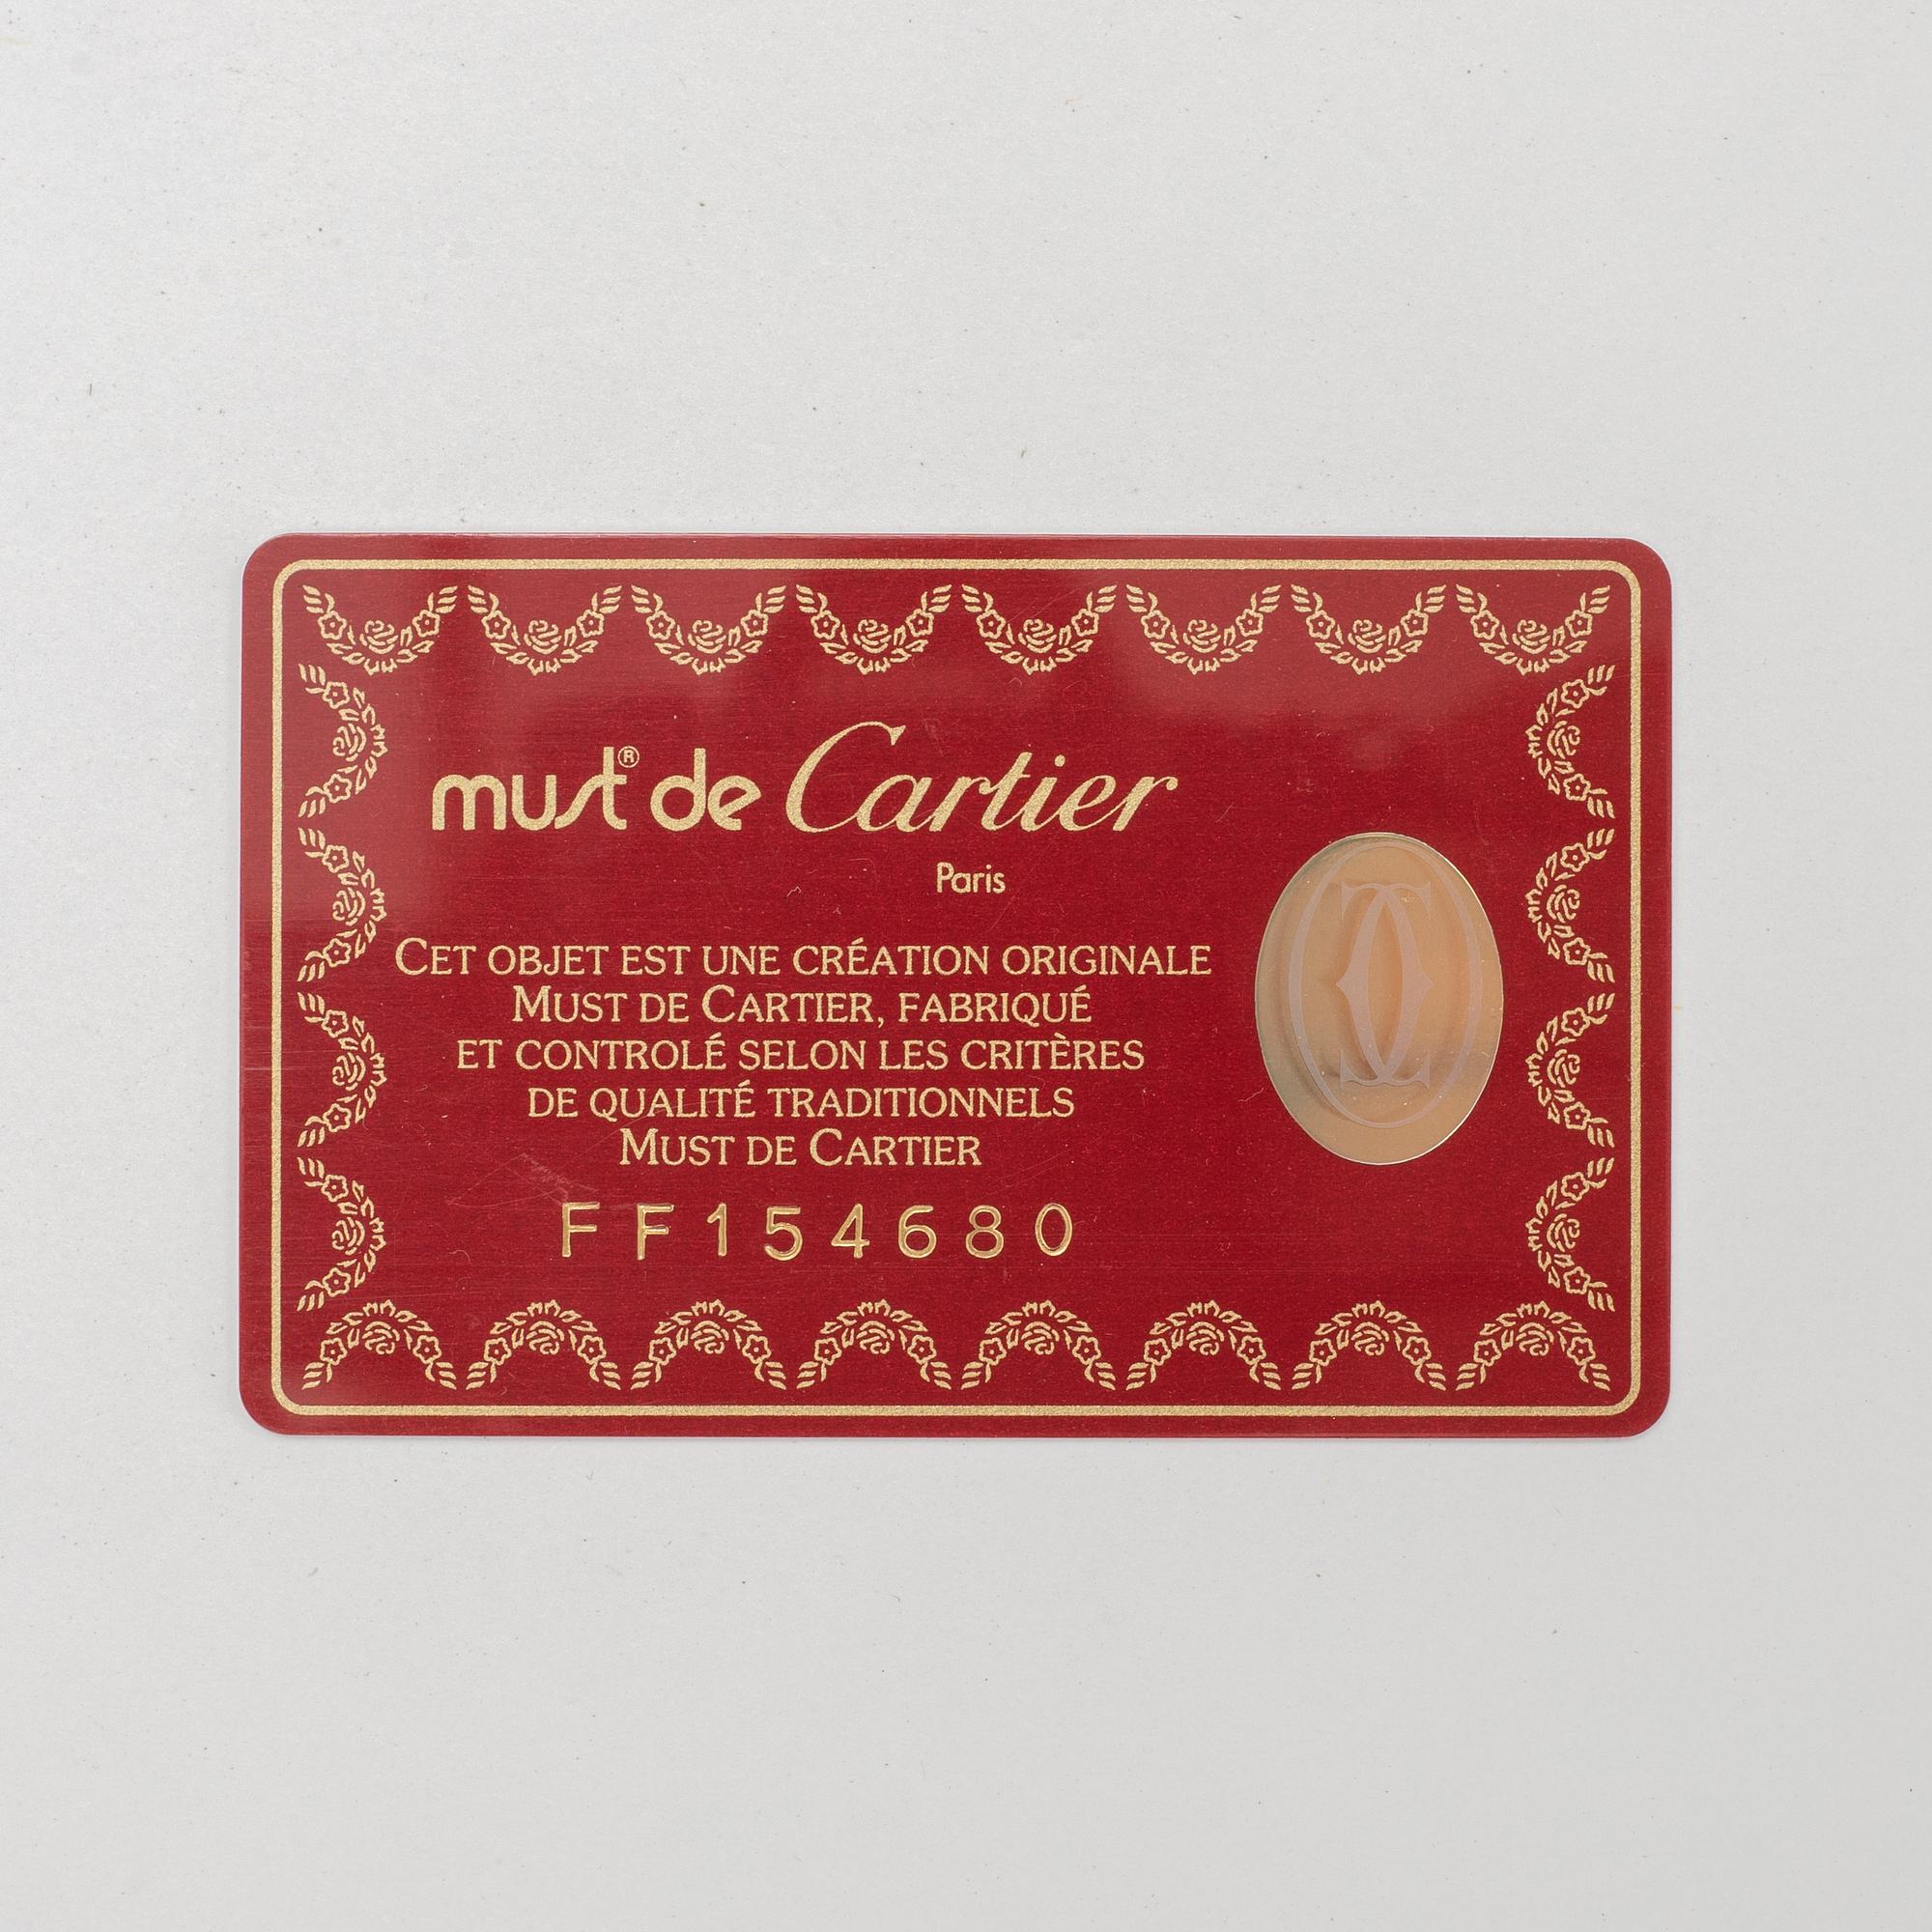 must® de Cartier
Paris
CET OBJET EST UNE CRÉATION ORIGINALE
MUST DE CARTIER, FABRIQUÉ
ET CONTROLÉ SELON LES CRITÈRES
DE QUALITÉ TRADITIONNELS
MUST DE CARTIER
FF154680